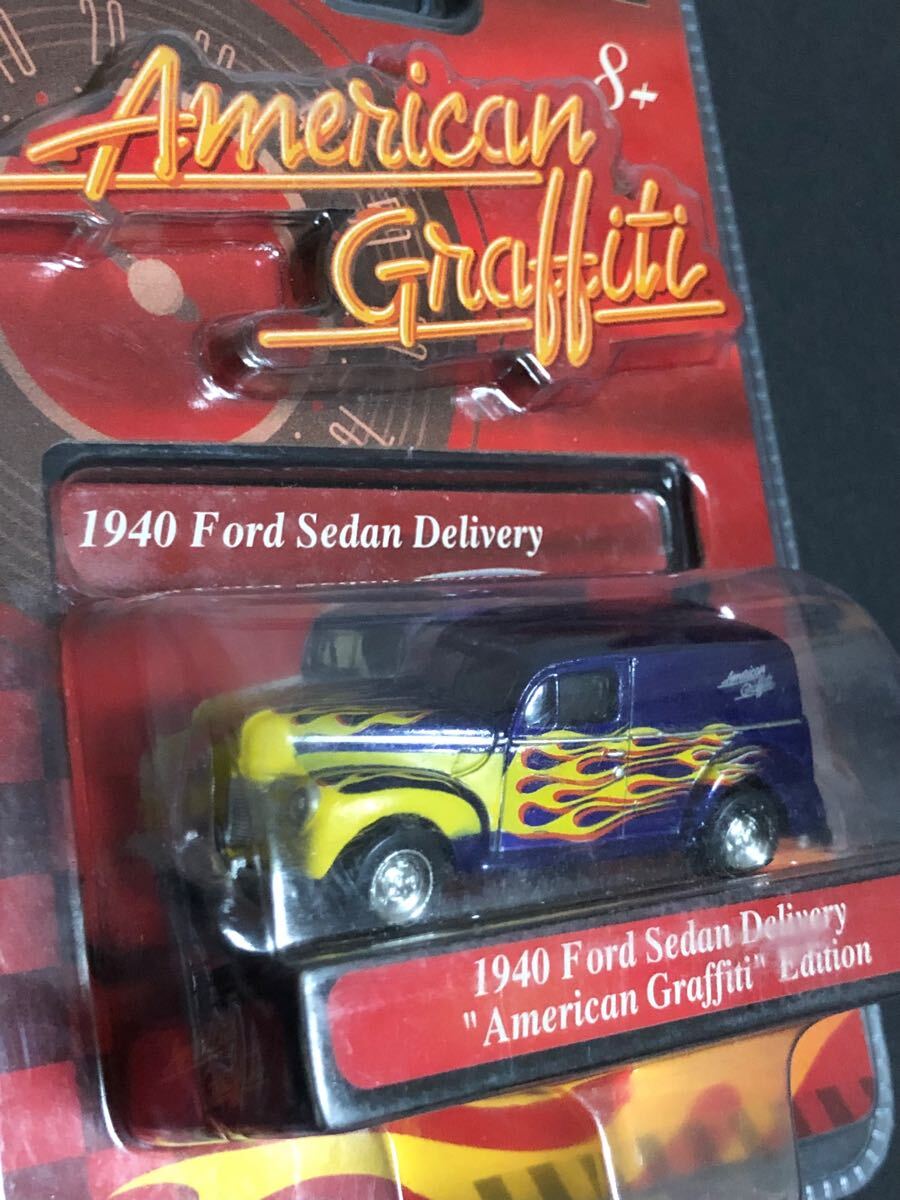 American
Graffiti
8+
1940 Ford Sedan Delivery
American
Graffiti
1940 Ford Sedan Delivery
"American Graffiti" Edition